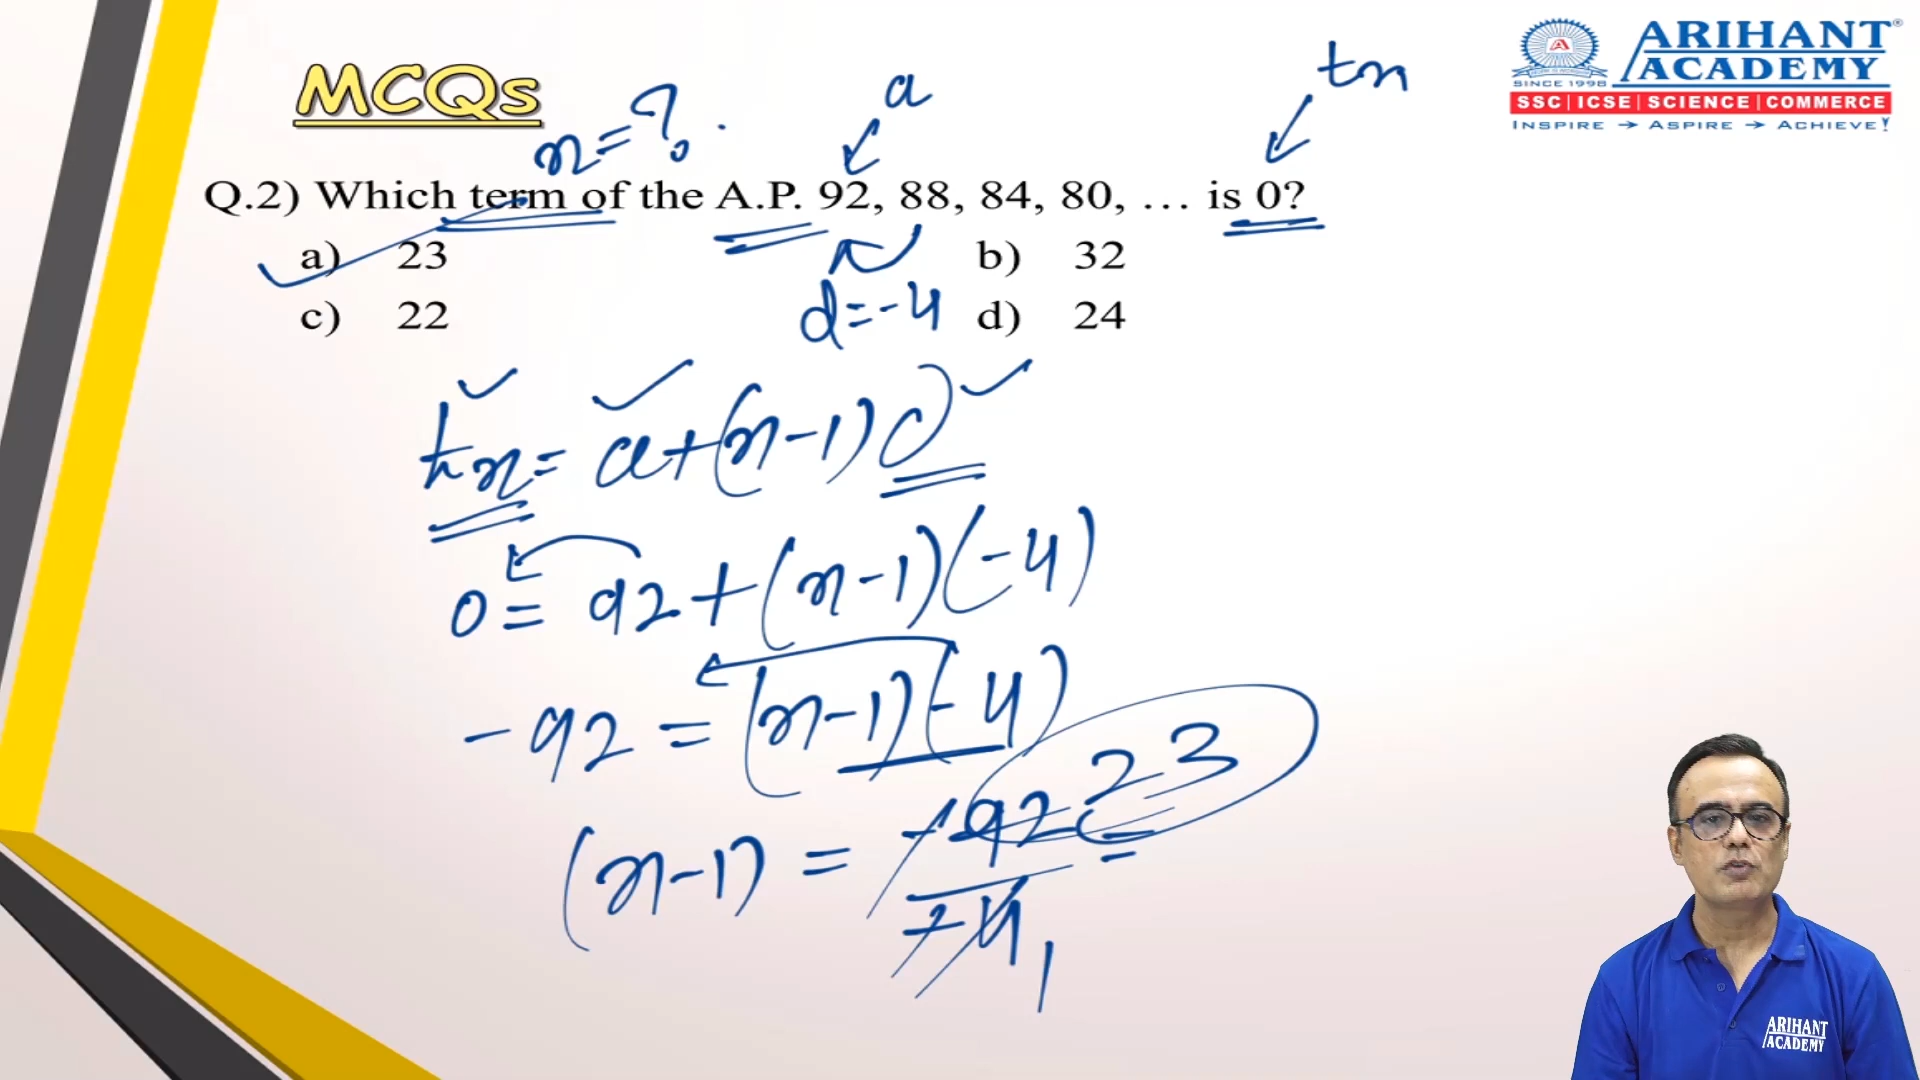 ARIHANT
ACADEMY
SINCE 1998
SSC | ICSE | SCIENCE | COMMERCE
INSPIRE → ASPIRE → ACHIEVE!
MCQs
n = ?
a
tn
Q.2) Which term of the A.P. 92, 88, 84, 80, … is 0?
a) 23 b) 32
d = -4
c) 22 d) 24
tn = a + (n - 1) d
0 = 92 + (n - 1) (-4)
-92 = (n - 1) (-4)
(n - 1) = -92 / -4 = 23
1
ARIHANT
ACADEMY